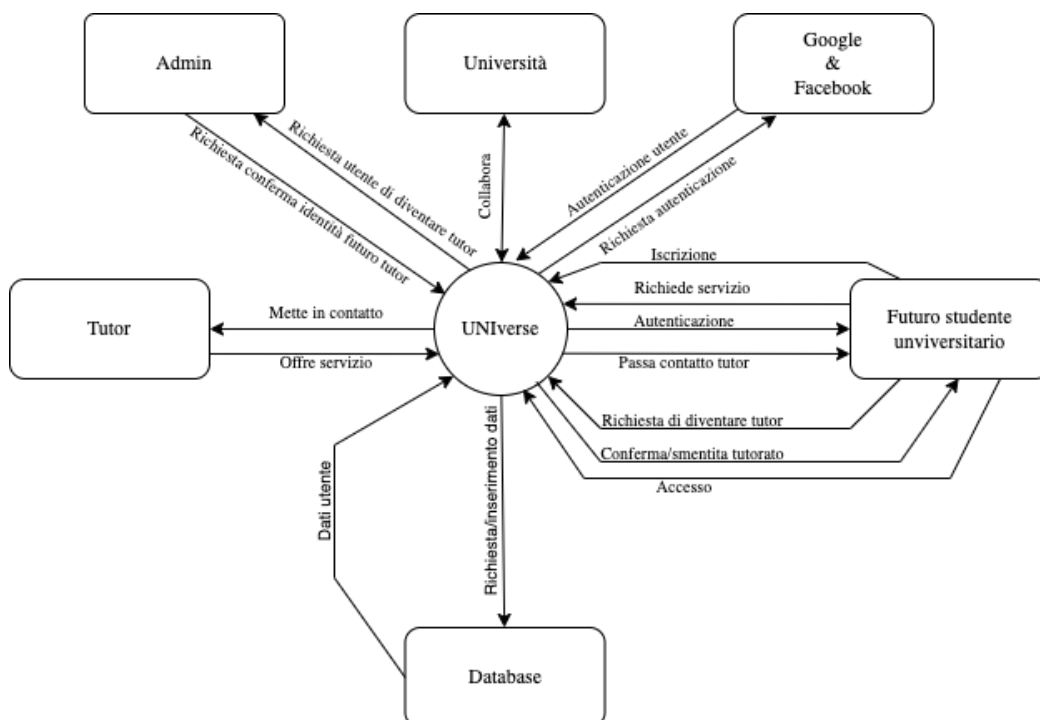 Admin
Università
Google
&
Facebook
Richiesta utente di diventare tutor
Richiesta conferma identità futuro tutor
Collabora
Autenticazione utente
Richiesta autenticazione
Iscrizione
Richiede servizio
Tutor
Mette in contatto
Offre servizio
UNIverse
Autenticazione
Passa contatto tutor
Futuro studente
unviversitario
Richiesta di diventare tutor
Conferma/smentita tutorato
Accesso
Dati utente
Richiesta/inserimento dati
Database